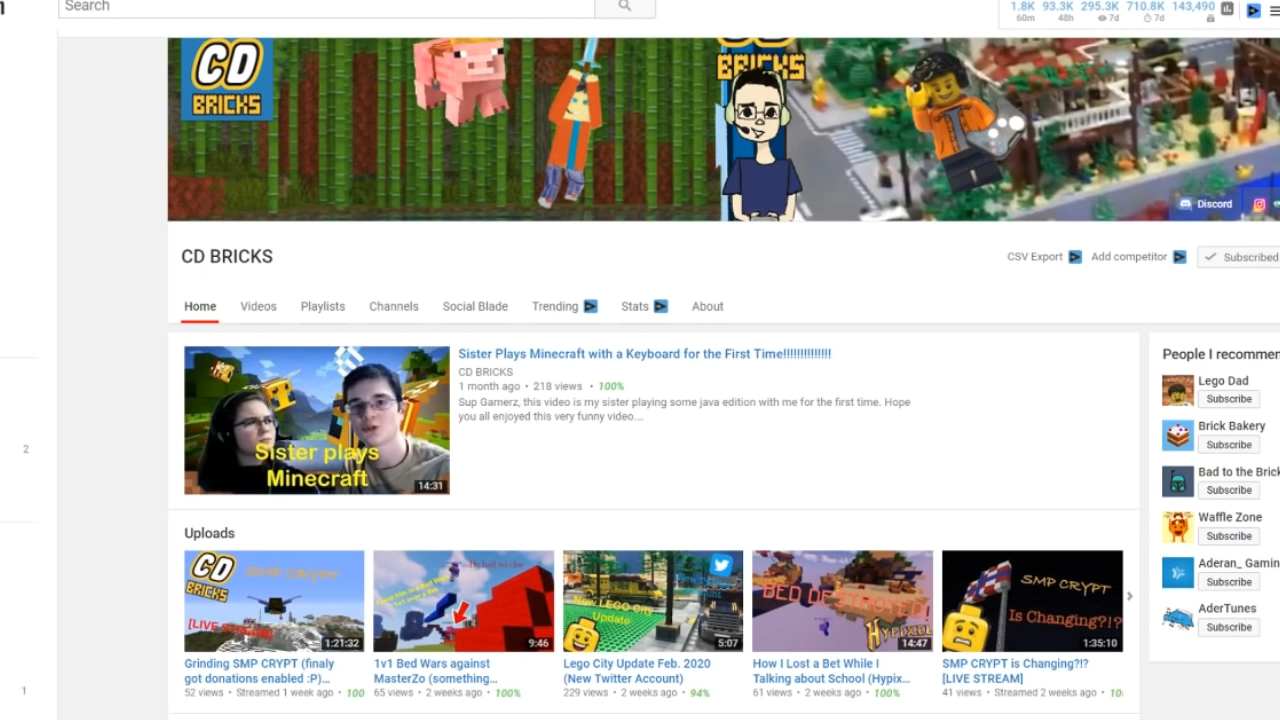 Search
1.8K 93.3K 295.3K 710.8K 143,490
60m 48h 7d 7d
CD
BRICKS
BRICKS
Discord
CD BRICKS
CSV Export Add competitor Subscribed
Home Videos Playlists Channels Social Blade Trending Stats About
Sister Plays Minecraft with a Keyboard for the First Time!!!!!!!!!!!!!!
CD BRICKS
1 month ago • 218 views • 100%
Sup Gamerz, this video is my sister playing some java edition with me for the first time. Hope
you all enjoyed this very funny video....
Sister plays
Minecraft
14:31
People I recommen
Lego Dad
Subscribe
Brick Bakery
Subscribe
Bad to the Brick
Subscribe
Waffle Zone
Subscribe
Aderan_ Gamin
Subscribe
AderTunes
Subscribe
2
1
Uploads
CD
BRICKS
SMP CRYPT
[LIVE STREAM]
1:21:32
Grinding SMP CRYPT (finaly
got donations enabled :P)...
52 views • Streamed 1 week ago • 100
9:46
1v1 Bed Wars against
MasterZo (something...
65 views • 2 weeks ago • 100%
New LEGO City
Update
5:07
Lego City Update Feb. 2020
(New Twitter Account)
229 views • 2 weeks ago • 94%
BED DESTROYED!
HYPIXEL
14:47
How I Lost a Bet While I
Talking about School (Hypix...
61 views • 2 weeks ago • 100%
SMP CRYPT
Is Changing?!?
1:35:10
SMP CRYPT is Changing?!?
[LIVE STREAM]
41 views • Streamed 2 weeks ago • 10